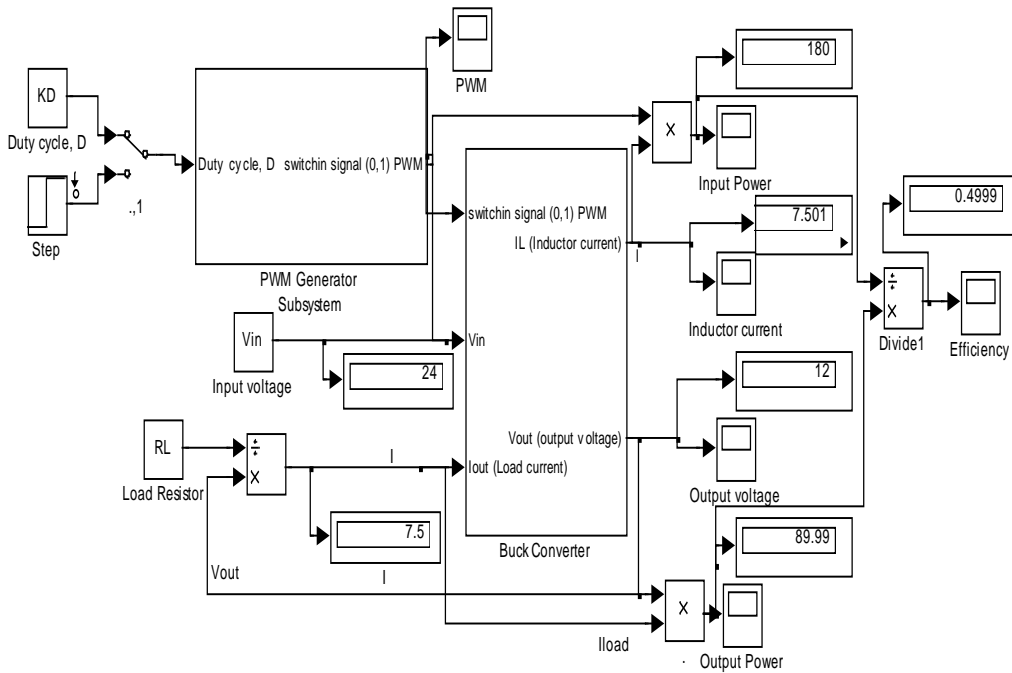 PWM
180
KD
Duty cycle, D
Duty cycle, D switchin signal (0,1) PWM
.,1
Step
PWM Generator
Subsystem
x
Input Power
switchin signal (0,1) PWM
IL (Inductor current)
I
7.501
Inductor current
0.4999
÷
x
Divide1
Efficiency
Vin
Input voltage
24
Vin
12
RL
Load Resistor
÷
x
I
Vout (output voltage)
Iout (Load current)
Output voltage
7.5
I
Buck Converter
89.99
Vout
x
Iload
. Output Power